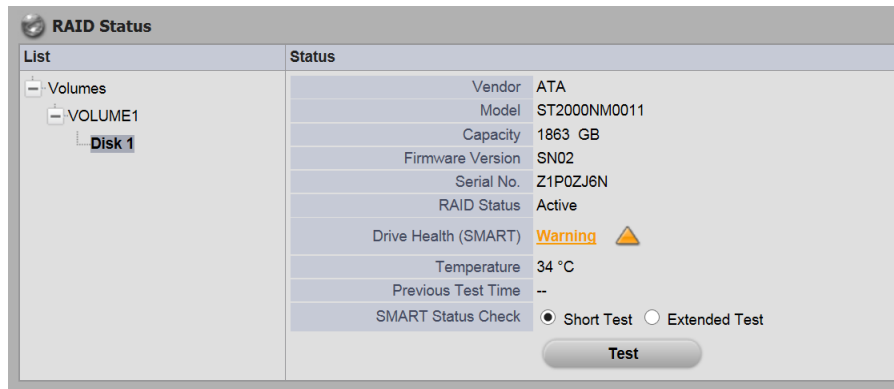 RAID Status
List Status
Volumes
VOLUME1
Disk 1
Vendor ATA
Model ST2000NM0011
Capacity 1863 GB
Firmware Version SN02
Serial No. Z1P0ZJ6N
RAID Status Active
Drive Health (SMART) Warning
Temperature 34 °C
Previous Test Time --
SMART Status Check Short Test Extended Test
Test